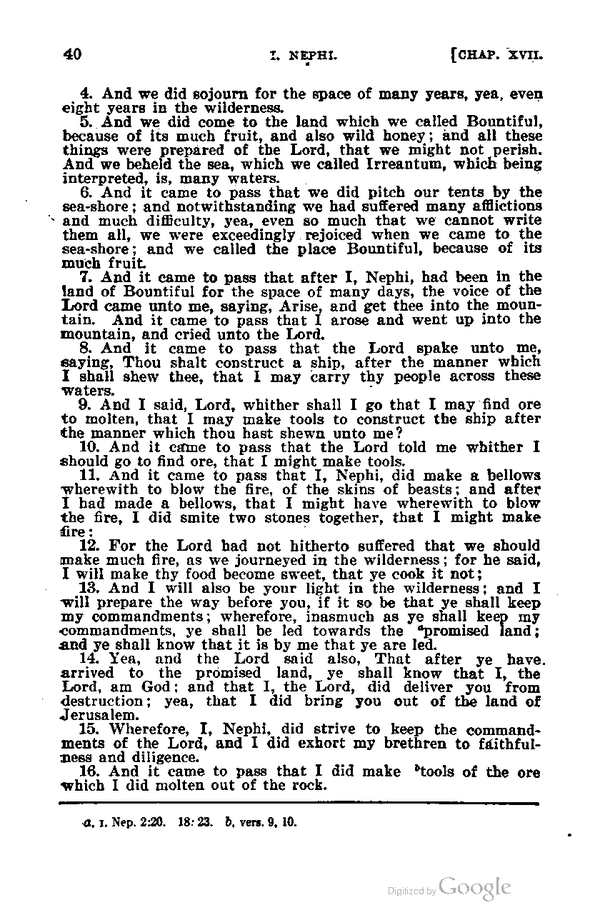 40 I. NEPHI. [CHAP. XVII.
4. And we did sojourn for the space of many years, yea, even
eight years in the wilderness.
5. And we did come to the land which we called Bountiful,
because of its much fruit, and also wild honey; and all these
things were prepared of the Lord, that we might not perish.
And we beheld the sea, which we called Irreantum, which being
interpreted, is, many waters.
6. And it came to pass that we did pitch our tents by the
sea-shore; and notwithstanding we had suffered many afflictions
and much difficulty, yea, even so much that we cannot write
them all, we were exceedingly rejoiced when we came to the
sea-shore; and we called the place Bountiful, because of its
much fruit.
7. And it came to pass that after I, Nephi, had been in the
land of Bountiful for the space of many days, the voice of the
Lord came unto me, saying, Arise, and get thee into the moun-
tain. And it came to pass that I arose and went up into the
mountain, and cried unto the Lord.
8. And it came to pass that the Lord spake unto me,
saying, Thou shalt construct a ship, after the manner which
I shall shew thee, that I may carry thy people across these
waters.
9. And I said, Lord, whither shall I go that I may find ore
to molten, that I may make tools to construct the ship after
the manner which thou hast shewn unto me?
10. And it came to pass that the Lord told me whither I
should go to find ore, that I might make tools.
11. And it came to pass that I, Nephi, did make a bellows
wherewith to blow the fire, of the skins of beasts; and after
I had made a bellows, that I might have wherewith to blow
the fire, I did smite two stones together, that I might make
fire:
12. For the Lord had not hitherto suffered that we should
make much fire, as we journeyed in the wilderness; for he said,
I will make thy food become sweet, that ye cook it not;
13. And I will also be your light in the wilderness; and I
will prepare the way before you, if it so be that ye shall keep
my commandments; wherefore, inasmuch as ye shall keep my
commandments, ye shall be led towards the ᵃpromised land;
and ye shall know that it is by me that ye are led.
14. Yea, and the Lord said also, That after ye have
arrived to the promised land, ye shall know that I, the
Lord, am God; and that I, the Lord, did deliver you from
destruction; yea, that I did bring you out of the land of
Jerusalem.
15. Wherefore, I, Nephi, did strive to keep the command-
ments of the Lord, and I did exhort my brethren to faithful-
ness and diligence.
16. And it came to pass that I did make ᵇtools of the ore
which I did molten out of the rock.
a, I. Nep. 2:20. 18:23. b, vers. 9, 10.
Digitized by Google